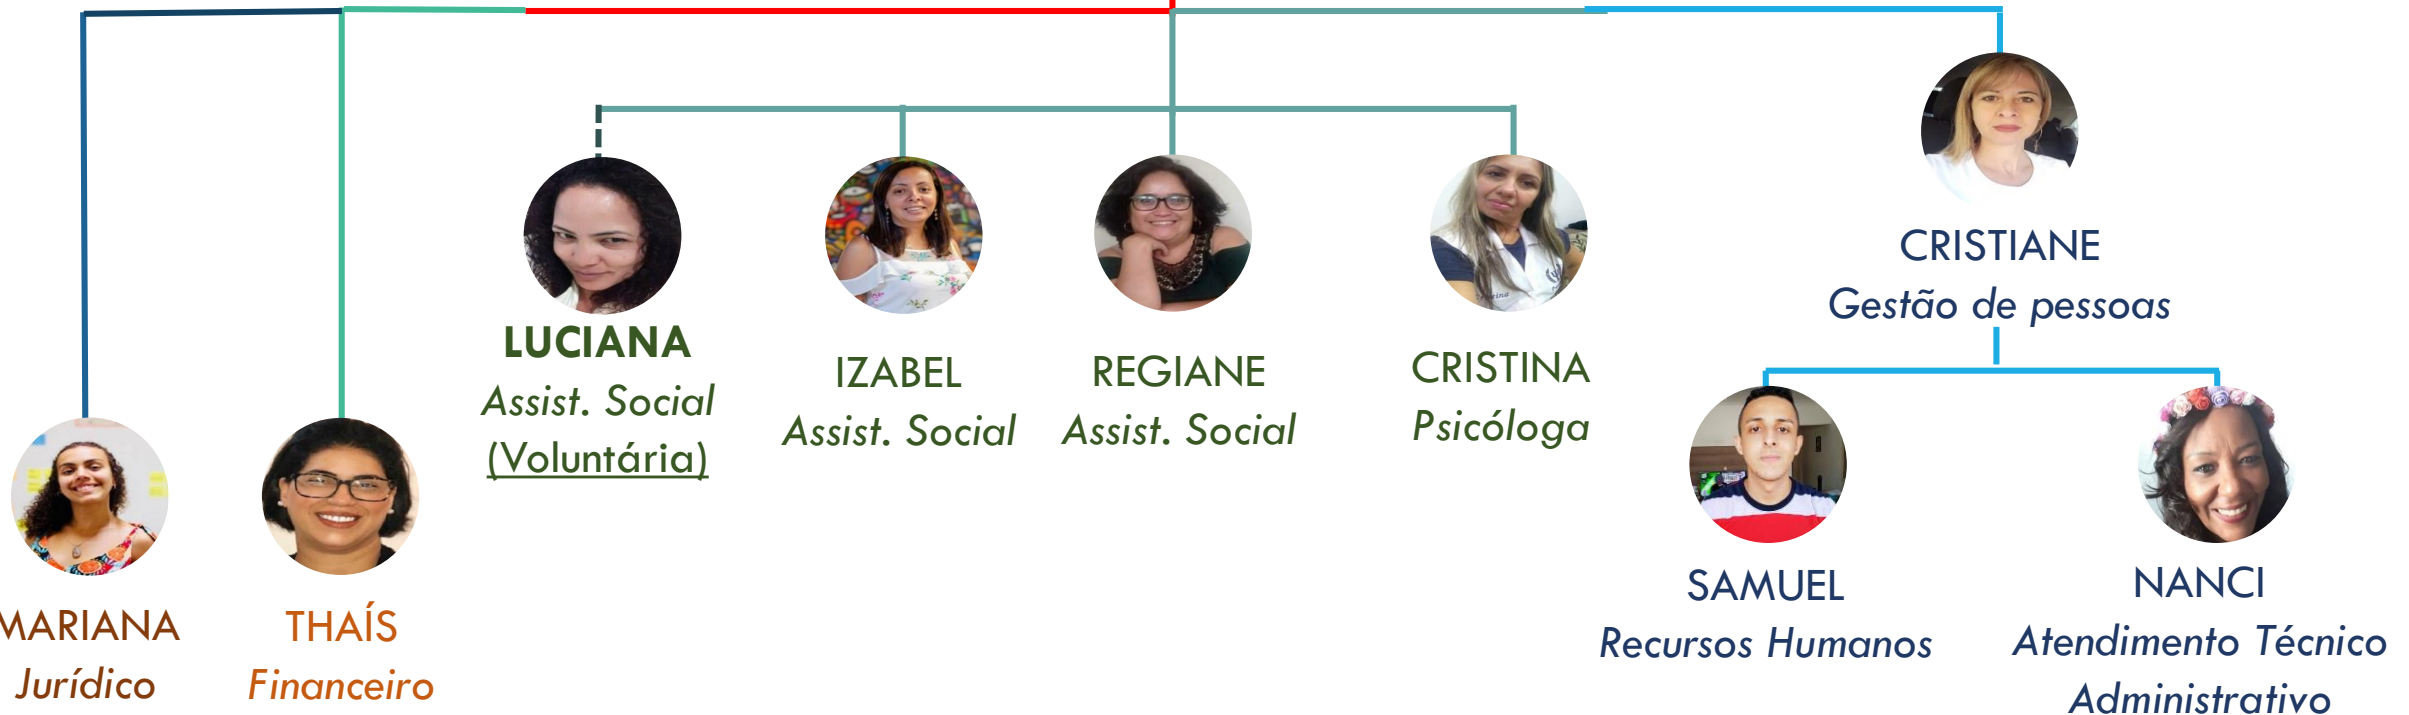 MARIANA
Jurídico
THAÍS
Financeiro
LUCIANA
Assist. Social
(Voluntária)
IZABEL
Assist. Social
REGIANE
Assist. Social
CRISTINA
Psicóloga
CRISTIANE
Gestão de pessoas
SAMUEL
Recursos Humanos
NANCI
Atendimento Técnico
Administrativo